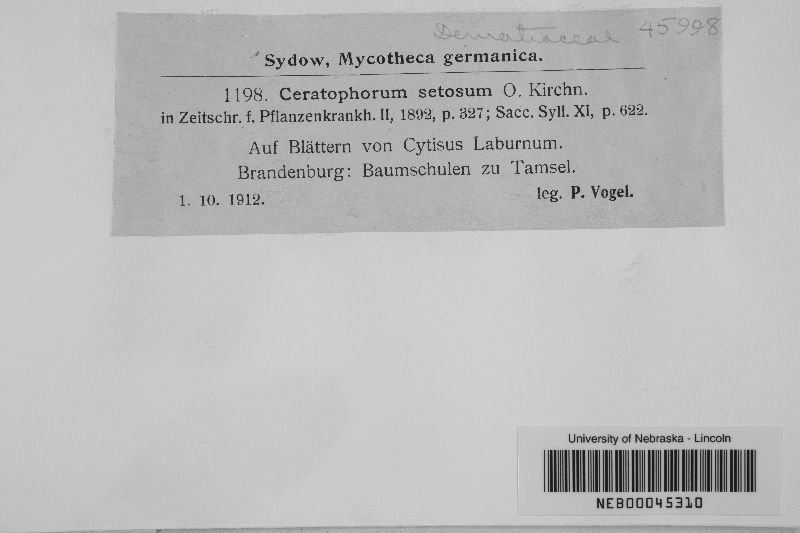 Dematiaceae 45998
Sydow, Mycotheca germanica.
1198. Ceratophorum setosum O. Kirchn.
in Zeitschr. f. Pflanzenkrankh. II, 1892, p. 327; Sacc. Syll. XI, p. 622.
Auf Blättern von Cytisus Laburnum.
Brandenburg: Baumschulen zu Tamsel.
1. 10. 1912. leg. P. Vogel.
University of Nebraska - Lincoln
NEB00045310